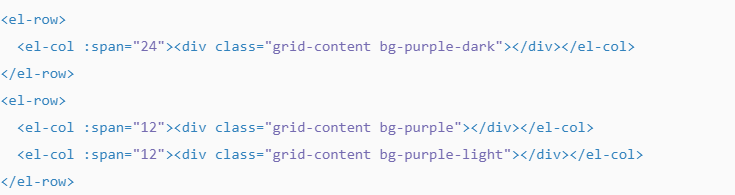 <el-row>
  <el-col :span="24"><div class="grid-content bg-purple-dark"></div></el-col>
</el-row>
<el-row>
  <el-col :span="12"><div class="grid-content bg-purple"></div></el-col>
  <el-col :span="12"><div class="grid-content bg-purple-light"></div></el-col>
</el-row>